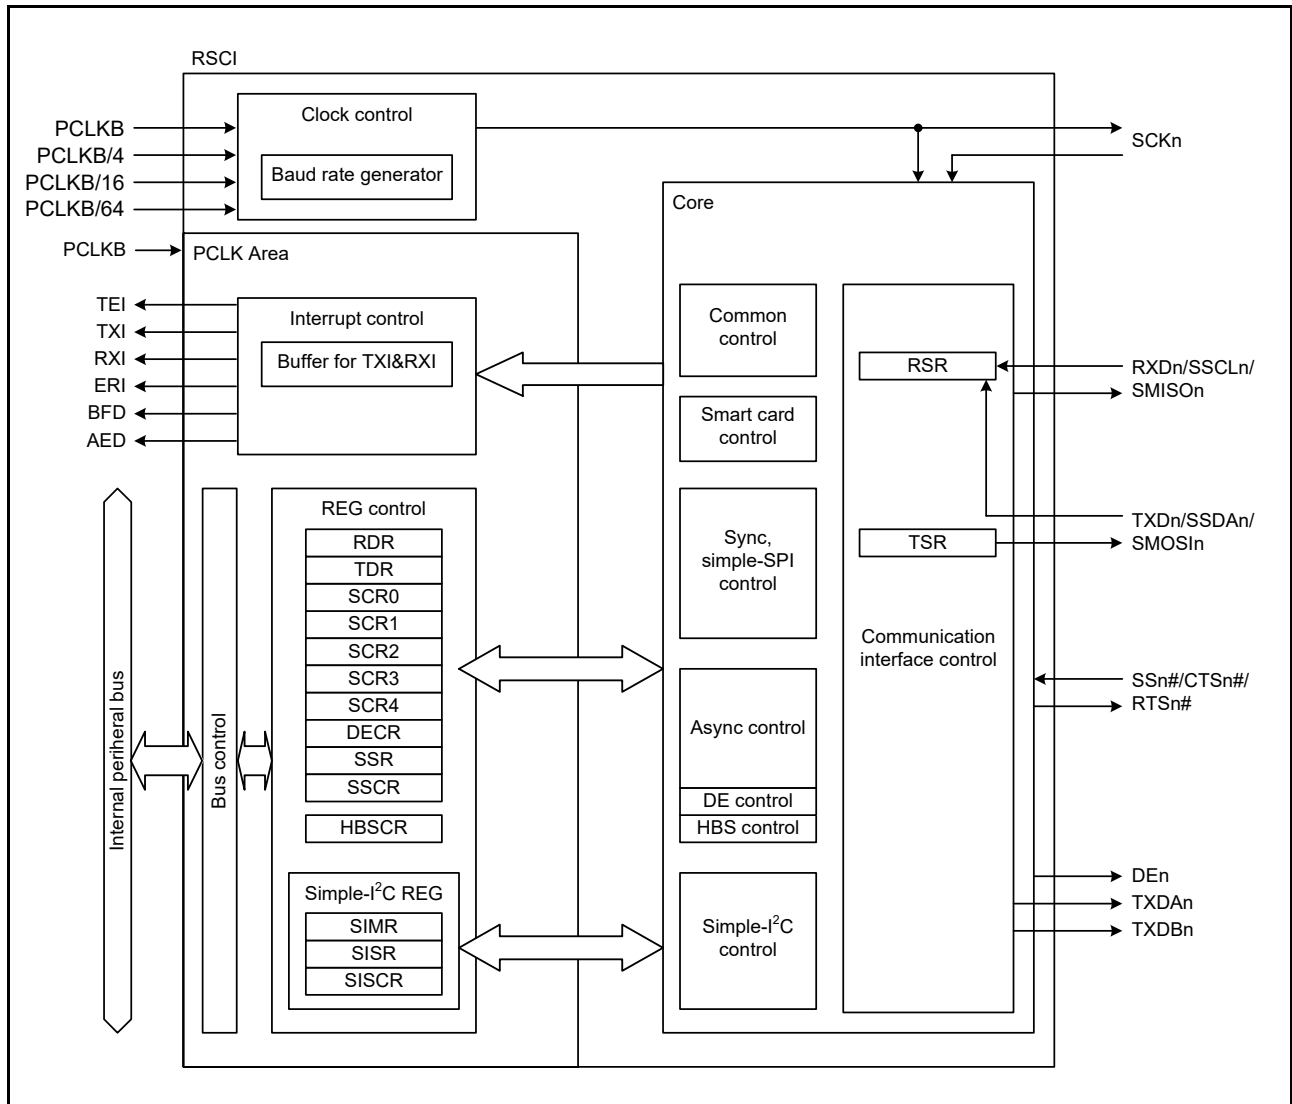 RSCI
Clock control
Baud rate generator
PCLKB
PCLKB/4
PCLKB/16
PCLKB/64
PCLKB
PCLK Area
TEI
TXI
RXI
ERI
BFD
AED
Interrupt control
Buffer for TXI&RXI
Internal periheral bus
Bus control
REG control
RDR
TDR
SCR0
SCR1
SCR2
SCR3
SCR4
DECR
SSR
SSCR
HBSCR
Simple-I²C REG
SIMR
SISR
SISCR
Core
Common
control
Smart card
control
Sync,
simple-SPI
control
Async control
DE control
HBS control
Simple-I²C
control
RSR
TSR
Communication
interface control
SCKn
RXDn/SSCLn/
SMISOn
TXDn/SSDAn/
SMOSIn
SSn#/CTSn#/
RTSn#
DEn
TXDAn
TXDBn